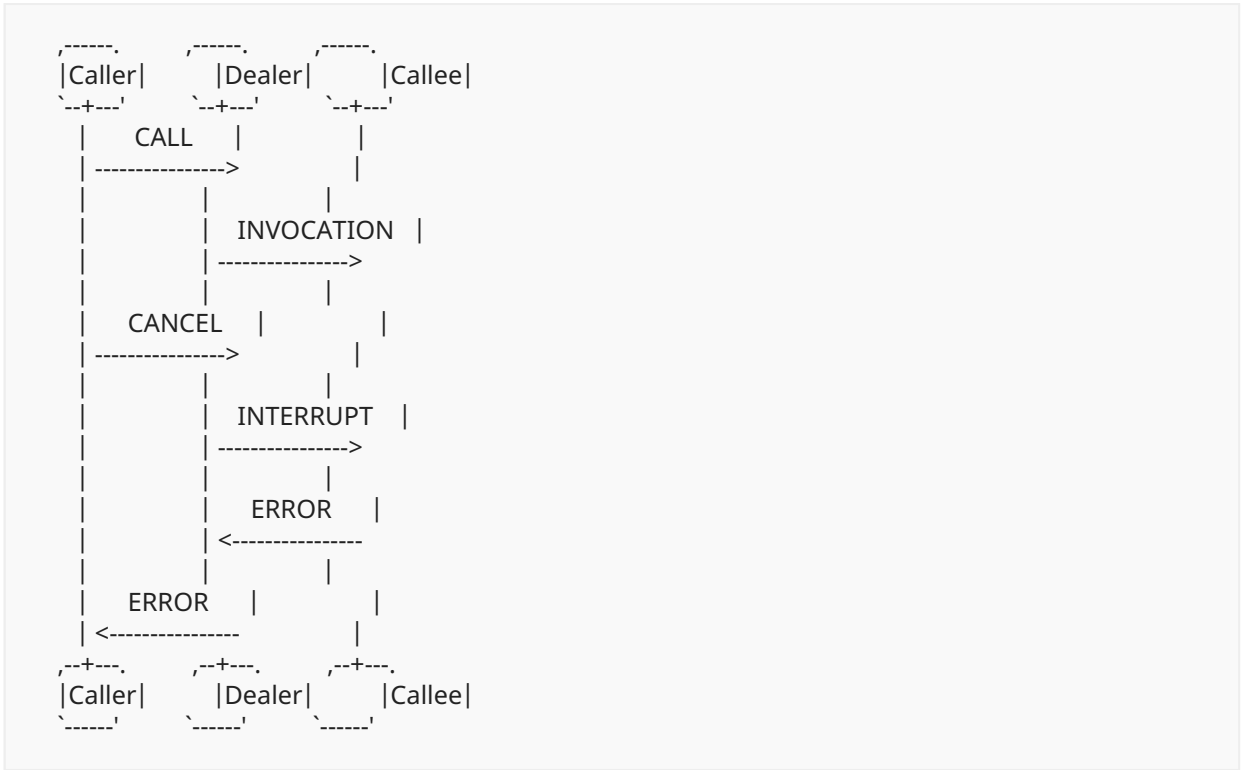 ,------.          ,------.          ,------.
|Caller|          |Dealer|          |Callee|
`--+---'          `--+---'          `--+---'
   |       CALL      |                 |
   | ---------------->                 |
   |                 |                 |
   |                 |    INVOCATION   |
   |                 | ---------------->
   |                 |                 |
   |      CANCEL     |                 |
   | ---------------->                 |
   |                 |                 |
   |                 |    INTERRUPT    |
   |                 | ---------------->
   |                 |                 |
   |                 |      ERROR      |
   |                 | <----------------
   |                 |                 |
   |      ERROR      |                 |
   | <----------------                 |
,--+---.          ,--+---.          ,--+---.
|Caller|          |Dealer|          |Callee|
`------'          `------'          `------'